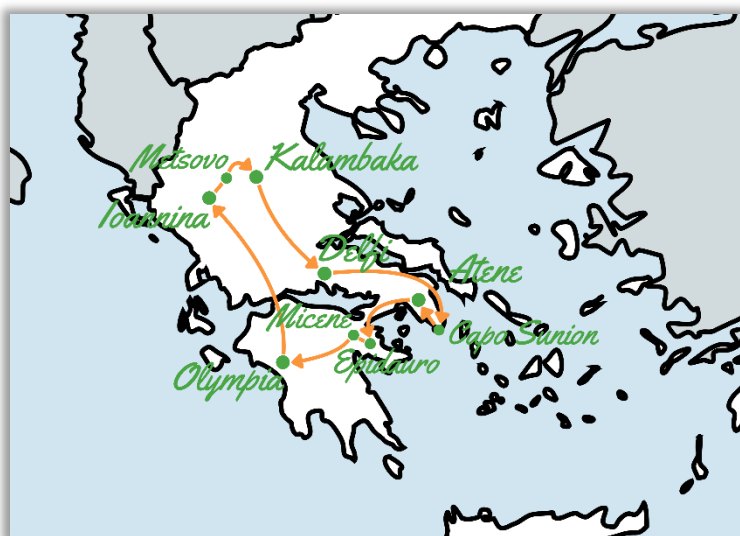 Metsovo
Kalambaka
Ioannina
Delfi
Atene
Micene
Capo Sunion
Epidauro
Olympia